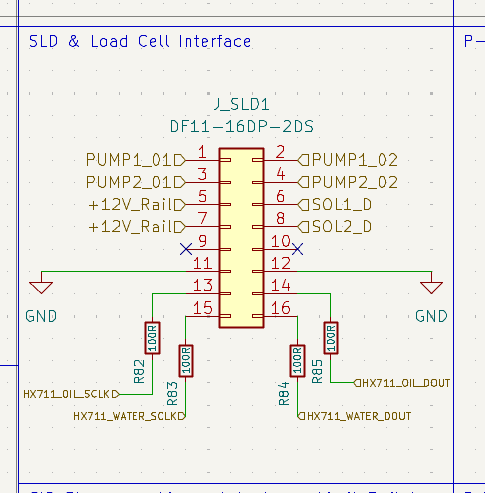 SLD & Load Cell Interface
P-
J_SLD1
DF11-16DP-2DS
PUMP1_01 1 2 PUMP1_02
PUMP2_01 3 4 PUMP2_02
+12V_Rail 5 6 SOL1_D
+12V_Rail 7 8 SOL2_D
9 10
11 12
13 14
GND 15 16 GND
100R 100R
R82 R85
100R 100R
R83 R84
HX711_OIL_SCLK HX711_OIL_DOUT
HX711_WATER_SCLK HX711_WATER_DOUT